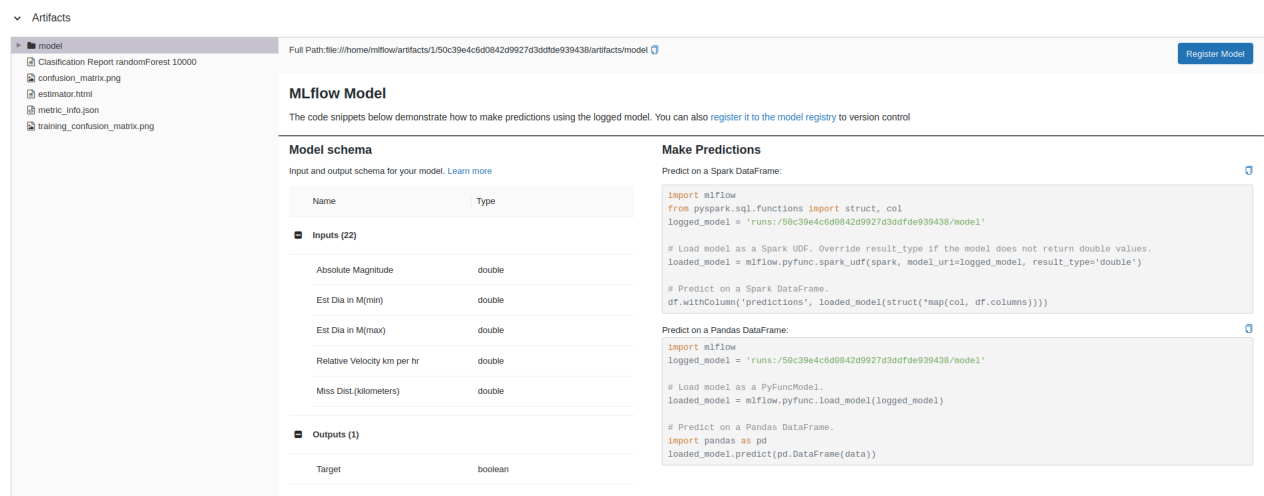 Artifacts
model
Clasification Report randomForest 10000
confusion_matrix.png
estimator.html
metric_info.json
training_confusion_matrix.png
Full Path:file:///home/mlflow/artifacts/1/50c39e4c6d0842d9927d3ddfde939438/artifacts/model
Register Model
MLflow Model
The code snippets below demonstrate how to make predictions using the logged model. You can also register it to the model registry to version control
Model schema
Input and output schema for your model. Learn more
Name Type
Inputs (22)
Absolute Magnitude double
Est Dia in M(min) double
Est Dia in M(max) double
Relative Velocity km per hr double
Miss Dist.(kilometers) double
Outputs (1)
Target boolean
Make Predictions
Predict on a Spark DataFrame:
import mlflow
from pyspark.sql.functions import struct, col
logged_model = 'runs:/50c39e4c6d0842d9927d3ddfde939438/model'
# Load model as a Spark UDF. Override result_type if the model does not return double values.
loaded_model = mlflow.pyfunc.spark_udf(spark, model_uri=logged_model, result_type='double')
# Predict on a Spark DataFrame.
df.withColumn('predictions', loaded_model(struct(*map(col, df.columns))))
Predict on a Pandas DataFrame:
import mlflow
logged_model = 'runs:/50c39e4c6d0842d9927d3ddfde939438/model'
# Load model as a PyFuncModel.
loaded_model = mlflow.pyfunc.load_model(logged_model)
# Predict on a Pandas DataFrame.
import pandas as pd
loaded_model.predict(pd.DataFrame(data))